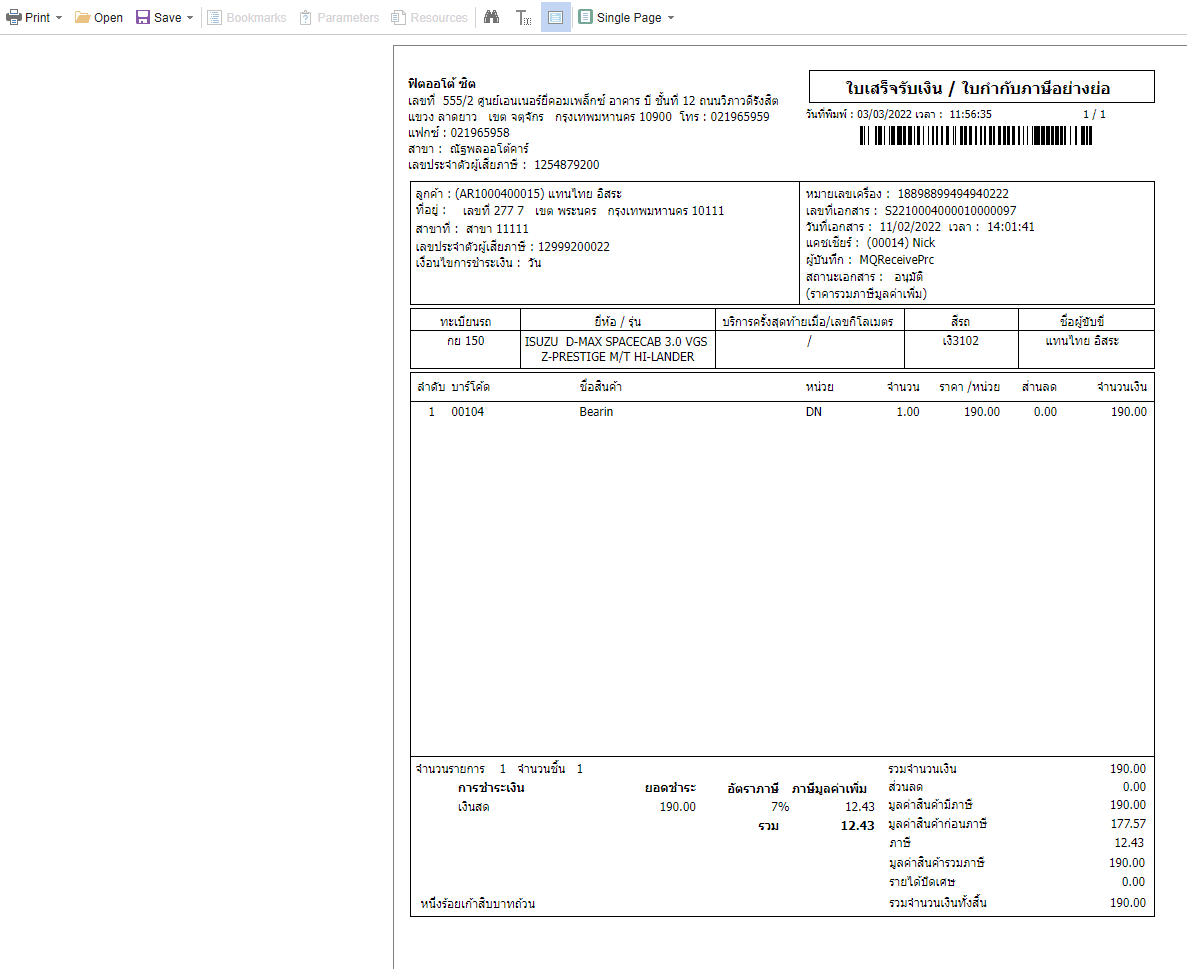 Print Open Save Bookmarks Parameters Resources Single Page
ฟิตออโต้ ซิต
ใบเสร็จรับเงิน / ใบกำกับภาษีอย่างย่อ
เลขที่ 555/2 ศูนย์เอนเนอร์ยี่คอมเพล็กซ์ อาคาร บี ชั้นที่ 12 ถนนวิภาวดีรังสิต
วันที่พิมพ์ : 03/03/2022 เวลา : 11:56:35 1 / 1
แขวง ลาดยาว เขต จตุจักร กรุงเทพมหานคร 10900 โทร : 021965959
แฟกซ์ : 021965958
สาขา : ณัฐพลออโต้คาร์
เลขประจำตัวผู้เสียภาษี : 1254879200
ลูกค้า : (AR1000400015) แทนไทย อิสระ
ที่อยู่ : เลขที่ 277 7 เขต พระนคร กรุงเทพมหานคร 10111
สาขาที่ : สาขา 11111
เลขประจำตัวผู้เสียภาษี : 12999200022
เงื่อนไขการชำระเงิน : วัน
หมายเลขเครื่อง : 18898899494940222
เลขที่เอกสาร : S2210004000010000097
วันที่เอกสาร : 11/02/2022 เวลา : 14:01:41
แคชเชียร์ : (00014) Nick
ผู้บันทึก : MQReceivePrc
สถานะเอกสาร : อนุมัติ
(ราคารวมภาษีมูลค่าเพิ่ม)
ทะเบียนรถ ยี่ห้อ / รุ่น บริการครั้งสุดท้ายเมื่อ/เลขกิโลเมตร สีรถ ชื่อผู้ขับขี่
กย 150 ISUZU D-MAX SPACECAB 3.0 VGS / เงิ3102 แทนไทย อิสระ
Z-PRESTIGE M/T HI-LANDER
ลำดับ บาร์โค้ด ชื่อสินค้า หน่วย จำนวน ราคา /หน่วย ส่วนลด จำนวนเงิน
1 00104 Bearin DN 1.00 190.00 0.00 190.00
จำนวนรายการ 1 จำนวนชิ้น 1 รวมจำนวนเงิน 190.00
การชำระเงิน ยอดชำระ อัตราภาษี ภาษีมูลค่าเพิ่ม ส่วนลด 0.00
เงินสด 190.00 7% 12.43 มูลค่าสินค้ามีภาษี 190.00
รวม 12.43 มูลค่าสินค้าก่อนภาษี 177.57
ภาษี 12.43
มูลค่าสินค้ารวมภาษี 190.00
รายได้ปัดเศษ 0.00
หนึ่งร้อยเก้าสิบบาทถ้วน รวมจำนวนเงินทั้งสิ้น 190.00